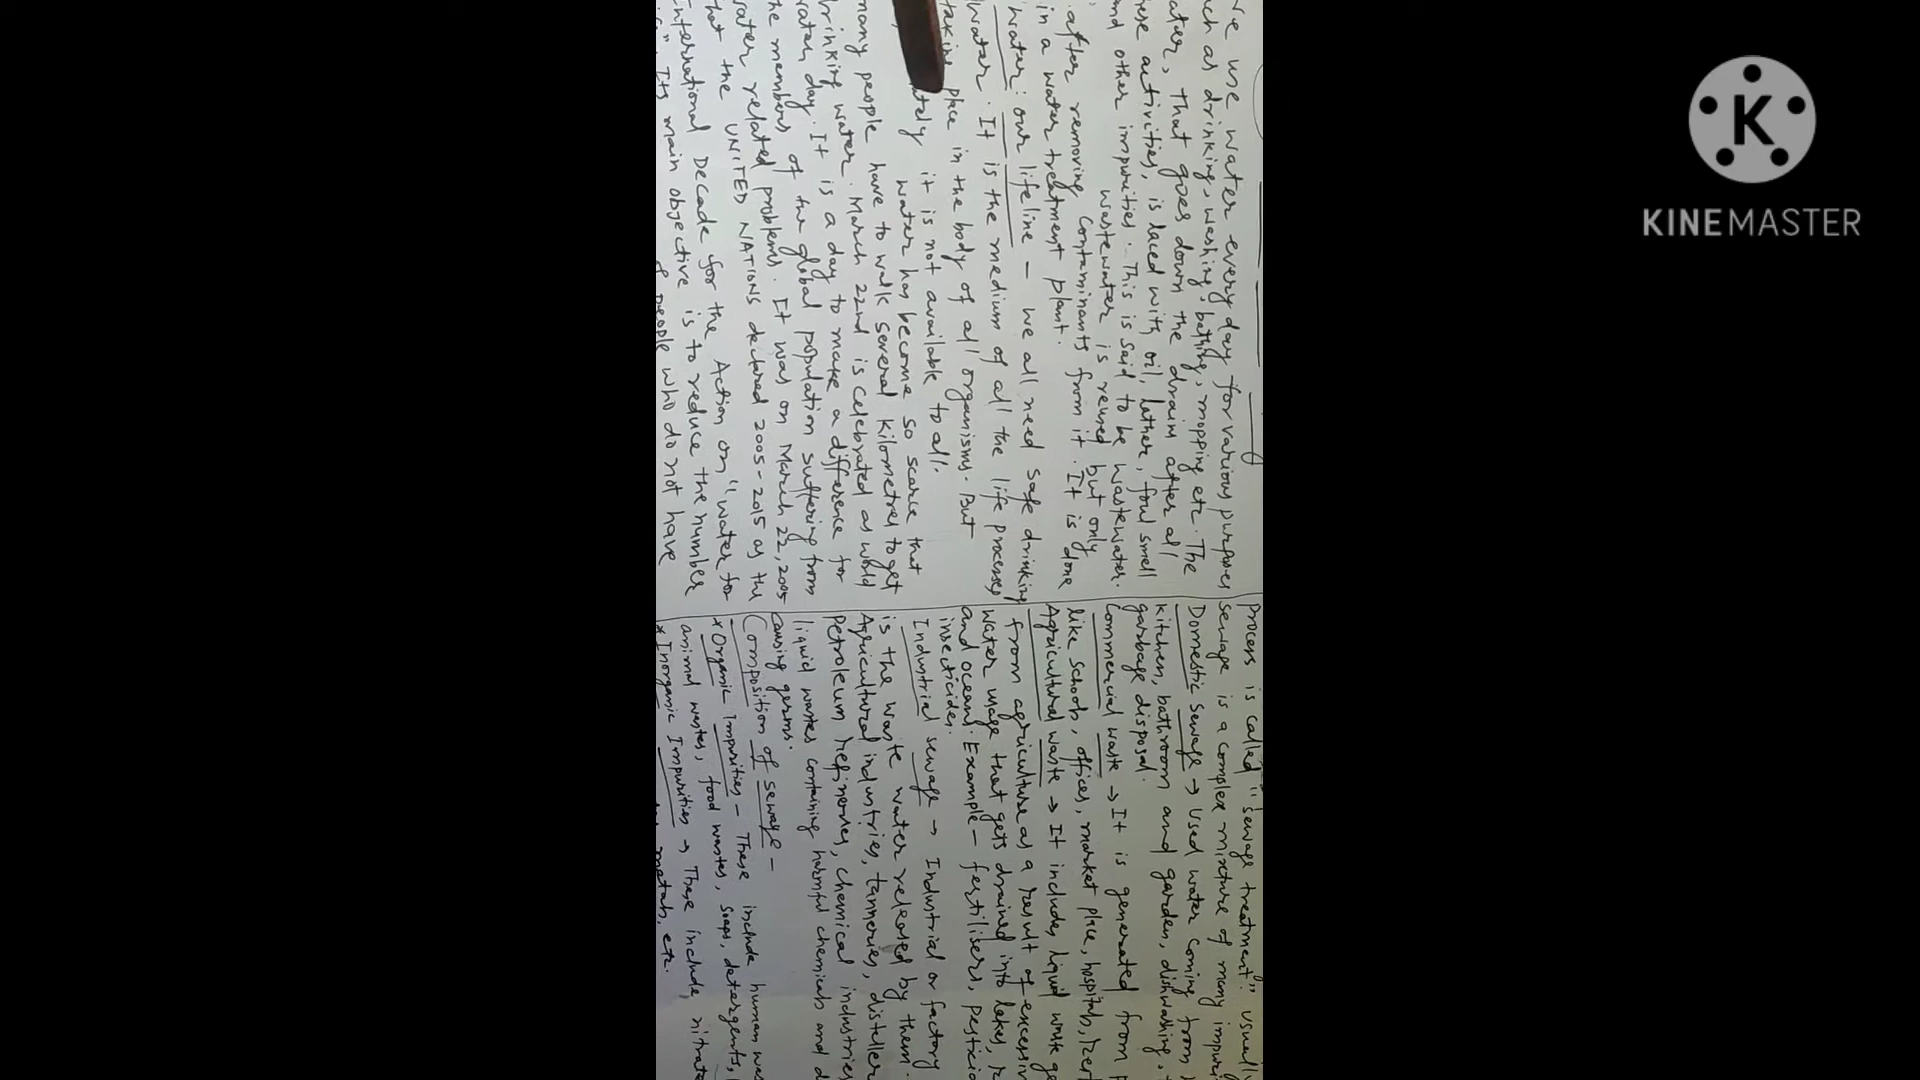 we use water every day for various purposes
such as drinking, washing, bathing, mopping etc. The
water, that goes down the drain after all
these activities, is laced with oil, lather, foul smell
and other impurities. This is said to be wastewater.
wastewater is reused but only
after removing contaminants from it. It is done
in a water treatment plant.
water: our lifeline - we all need safe drinking
water. It is the medium of all the life processes
taking place in the body of all organisms. But
it is not available to all.
water has become so scarce that
many people have to walk several kilometres to get
drinking water. March 22nd is celebrated as world
water day. It is a day to make a difference for
the members of the global population suffering from
water related problems. It was on March 22, 2005
that the UNITED NATIONS declared 2005-2015 as the
international Decade for the Action on "water for
Its main objective is to reduce the number
of people who do not have
process is called "sewage treatment". usually
sewage is a complex mixture of many
Domestic sewage → used water coming from
kitchen, bathroom and garden, dishwashing,
garbage disposal.
Commercial waste → It is generated from
like schools, offices, market place, hospitals,
Agricultural waste → It includes liquid waste
from agriculture as a result of
water usage that gets drained into lakes,
and oceans. Example - fertilisers,
insecticides.
Industrial sewage → Industrial or factory
is the waste water released by them.
Agricultural industries, tanneries,
petroleum refineries, chemical industries
liquid wastes containing harmful chemicals and
causing germs.
Composition of sewage -
* Organic Impurities - These include human
animal wastes, food wastes, soaps, detergents,
* Inorganic Impurities → These include
metals, etc.
K
KINEMASTER